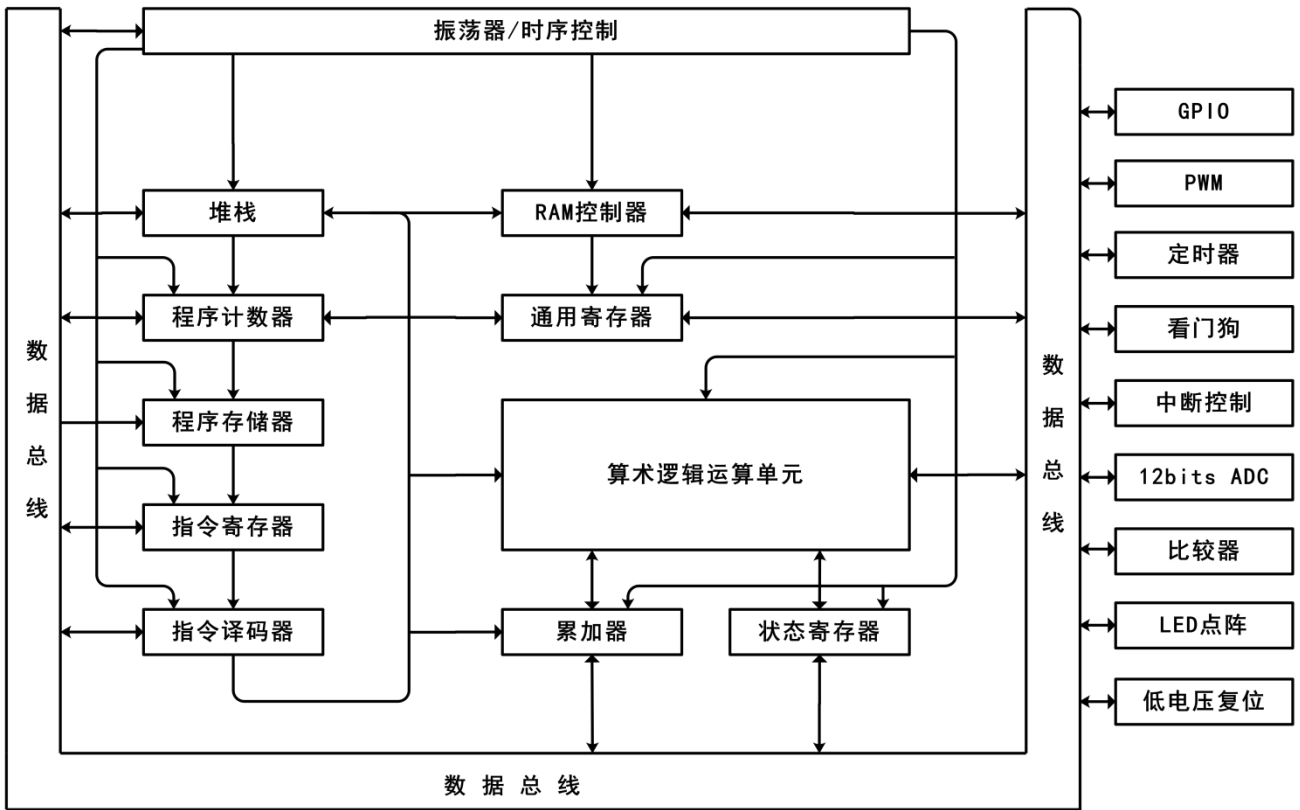 振荡器/时序控制
GPIO
PWM
堆栈
RAM控制器
定时器
程序计数器
通用寄存器
看门狗
数据总线
数据总线
程序存储器
中断控制
算术逻辑运算单元
12bits ADC
指令寄存器
比较器
指令译码器
累加器
状态寄存器
LED点阵
低电压复位
数据总线